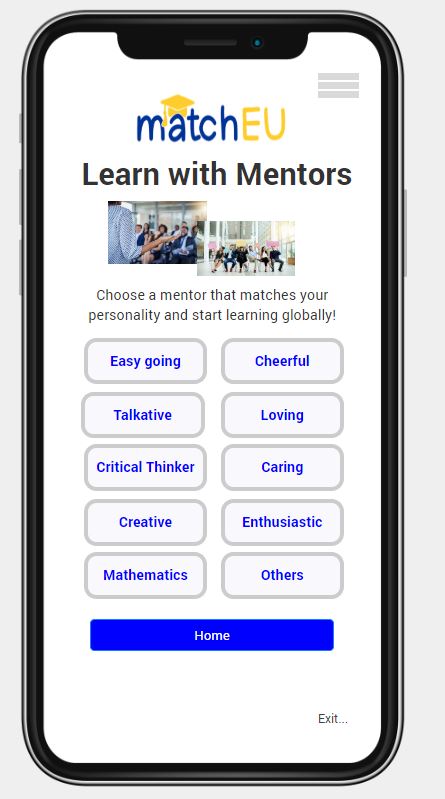 matchEU
Learn with Mentors
Choose a mentor that matches your
personality and start learning globally!
Easy going
Cheerful
Talkative
Loving
Critical Thinker
Caring
Creative
Enthusiastic
Mathematics
Others
Home
Exit...